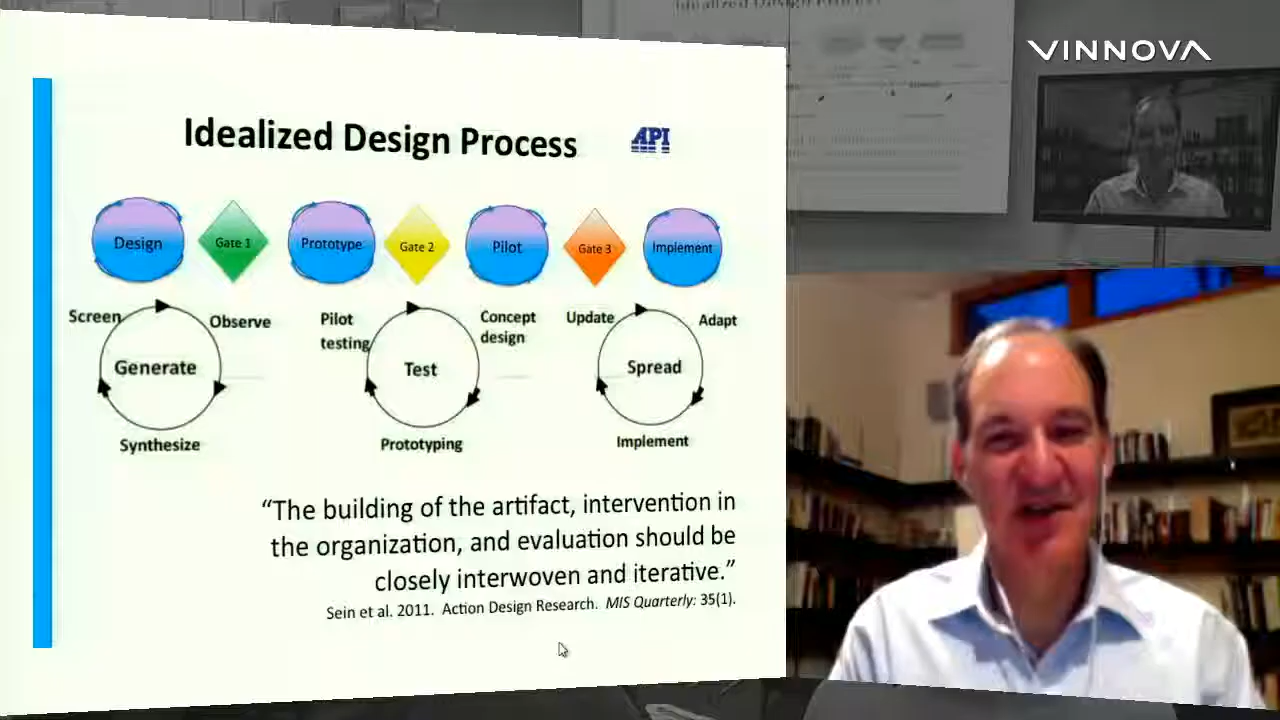 Idealized Design Process
VINNOVA
Idealized Design Process
API
Design
Gate 1
Prototype
Gate 2
Pilot
Gate 3
Implement
Screen
Observe
Generate
Synthesize
Pilot
testing
Concept
design
Test
Prototyping
Update
Adapt
Spread
Implement
“The building of the artifact, intervention in
the organization, and evaluation should be
closely interwoven and iterative.”
Sein et al. 2011. Action Design Research. MIS Quarterly: 35(1).